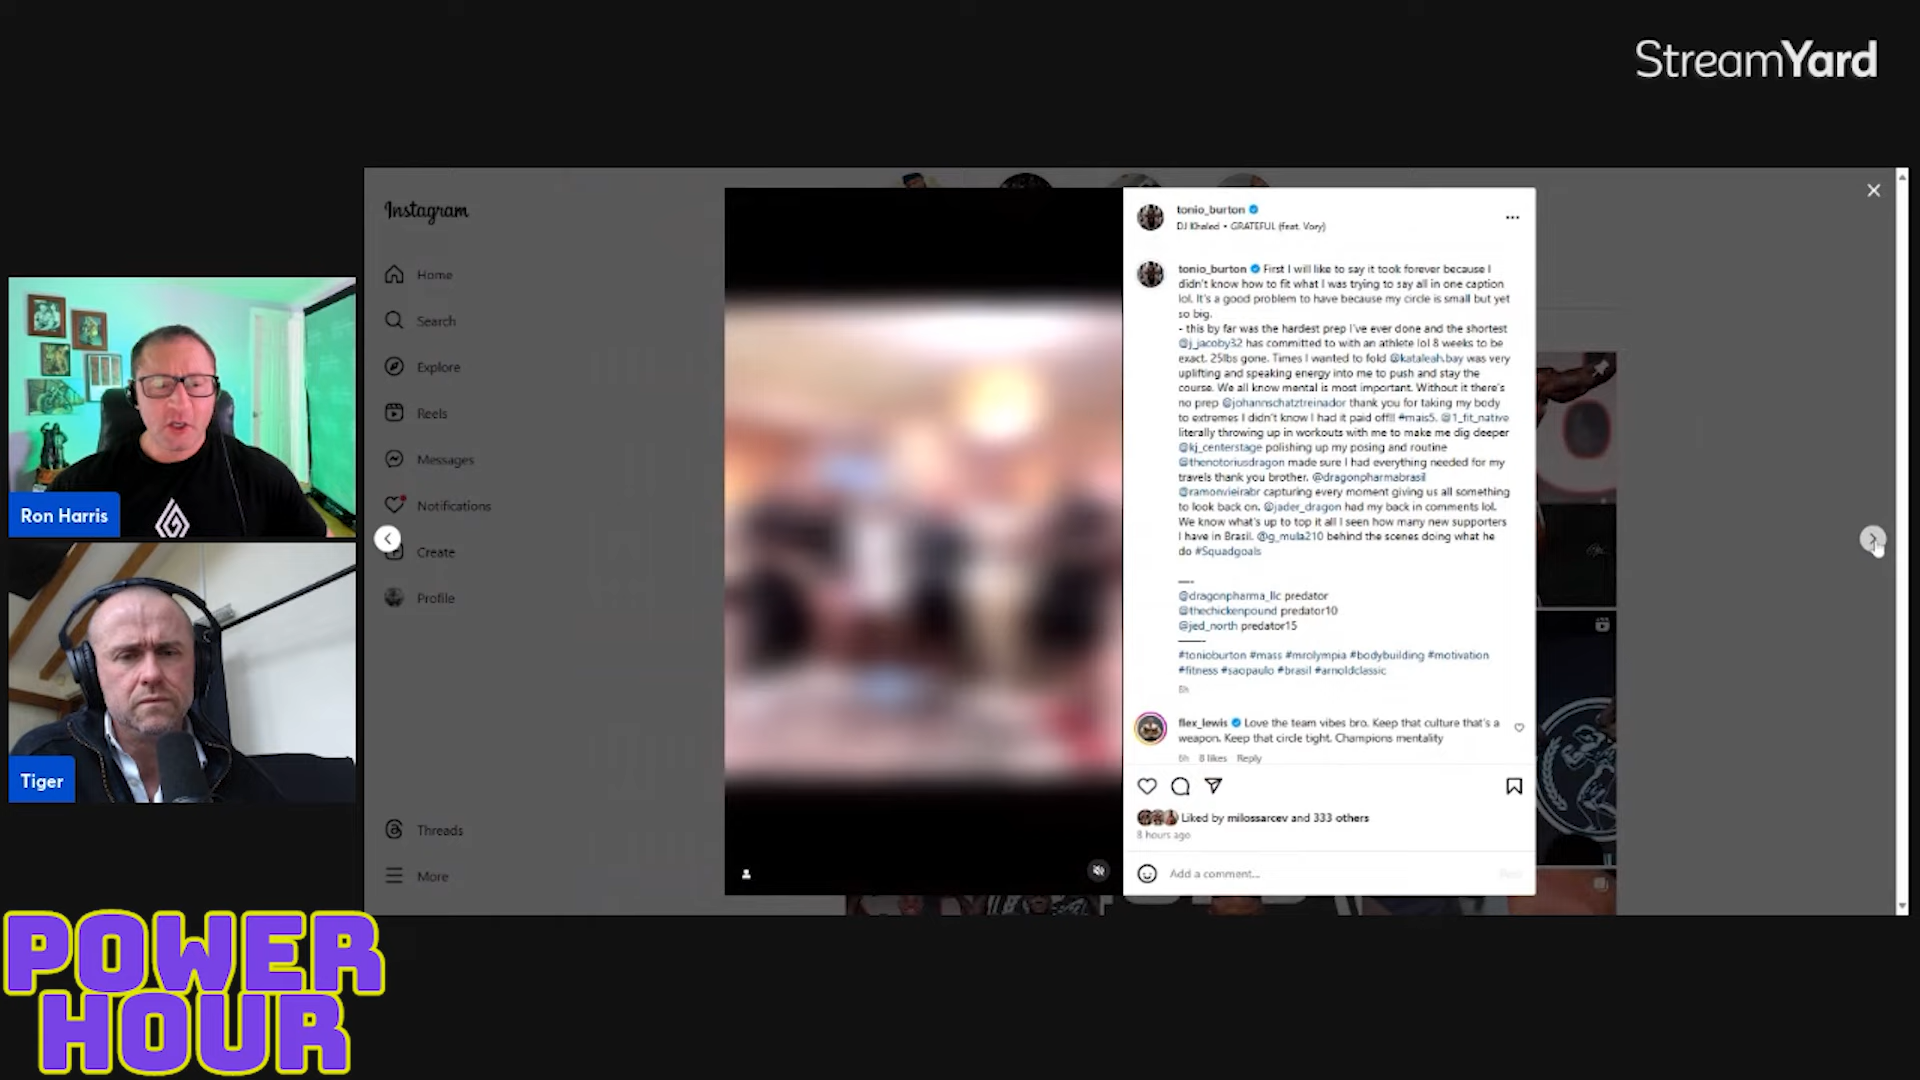 StreamYard
Instagram
Home
Search
Explore
Reels
Messages
Notifications
Create
Profile
Threads
More
Ron Harris
Tiger
POWER
HOUR
tonio_burton
DJ Khaled • GRATEFUL (feat. Vory)
tonio_burton First I will like to say it took forever because I
didn't know how to fit what I was trying to say all in one caption
lol. It's a good problem to have because my circle is small but yet
so big.
- this by far was the hardest prep I've ever done and the shortest
@j_jacoby32 has committed to with an athlete lol 8 weeks to be
exact. 25lbs gone. Times I wanted to fold @kataleah.bay was very
uplifting and speaking energy into me to push and stay the
course. We all know mental is most important. Without it there's
no prep @johannschatztreinador thank you for taking my body
to extremes I didn't know I had it paid off!! #mais5. @1_fit_native
literally throwing up in workouts with me to make me dig deeper
@kj_centerstage polishing up my posing and routine
@thenotoriusdragon made sure I had everything needed for my
travels thank you brother. @dragonpharmabrasil
@ramonvieirabr capturing every moment giving us all something
to look back on. @jader_dragon had my back in comments lol.
We know what's up to top it all I seen how many new supporters
I have in Brasil. @g_mula210 behind the scenes doing what he
do #Squadgoals
----
@dragonpharma_llc predator
@thechickenpound predator10
@jed_north predator15
-------
#tonioburton #mass #mrolympia #bodybuilding #motivation
#fitness #saopaulo #brasil #arnoldclassic
8h
flex_lewis Love the team vibes bro. Keep that culture that's a
weapon. Keep that circle tight. Champions mentality
6h 8 likes Reply
Liked by milossarcev and 333 others
8 hours ago
Add a comment...
Post